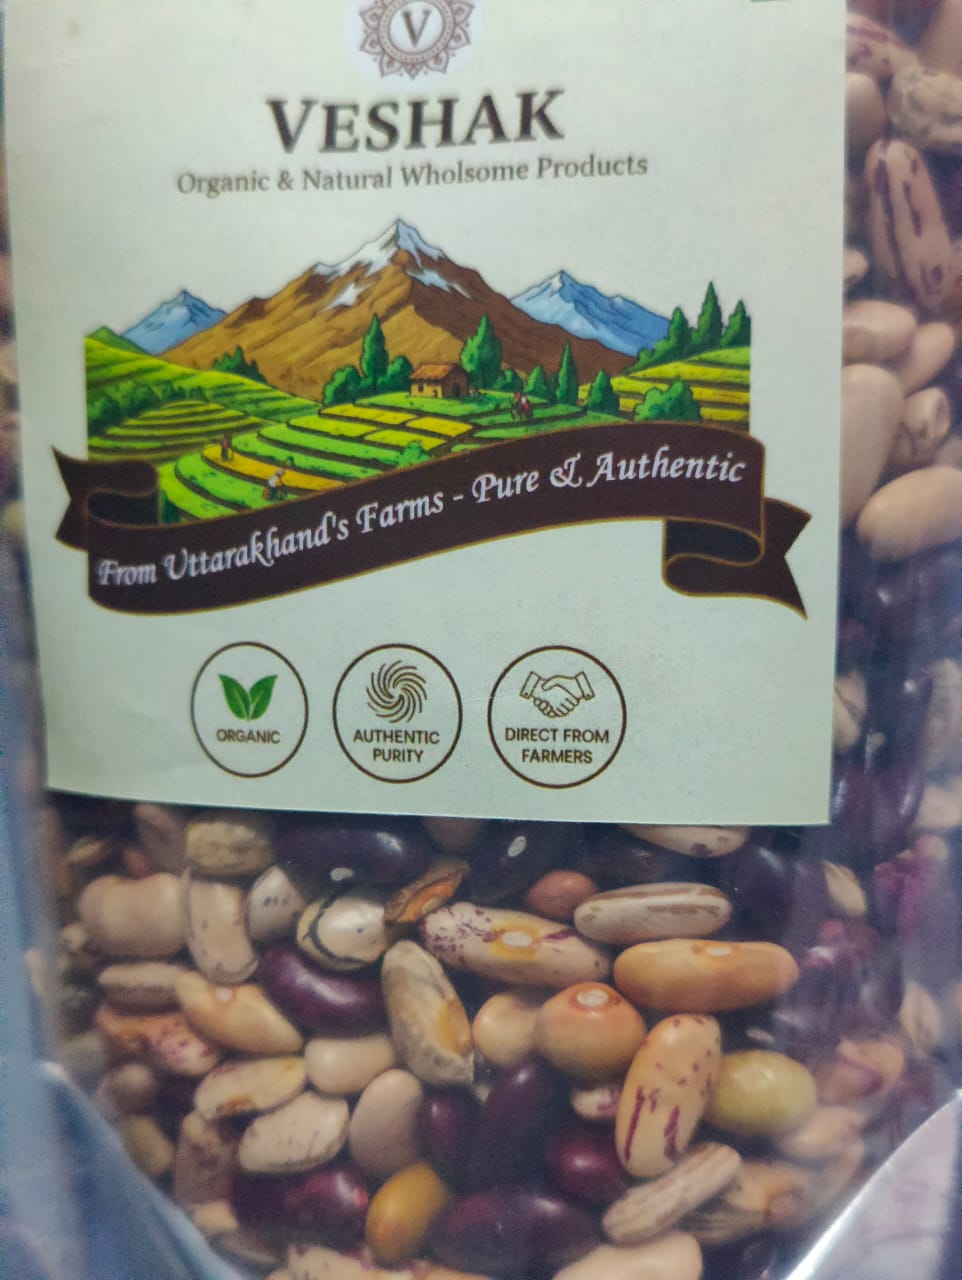 V
VESHAK
Organic & Natural Wholsome Products
From Uttarakhand's Farms - Pure & Authentic
ORGANIC
AUTHENTIC
PURITY
DIRECT FROM
FARMERS